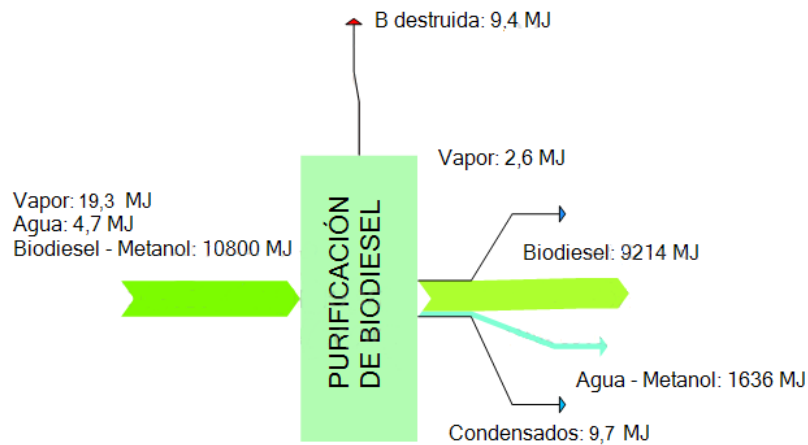 B destruida: 9,4 MJ
Vapor: 2,6 MJ
Vapor: 19,3 MJ
Agua: 4,7 MJ
Biodiesel - Metanol: 10800 MJ
PURIFICACIÓN
DE BIODIESEL
Biodiesel: 9214 MJ
Agua - Metanol: 1636 MJ
Condensados: 9,7 MJ